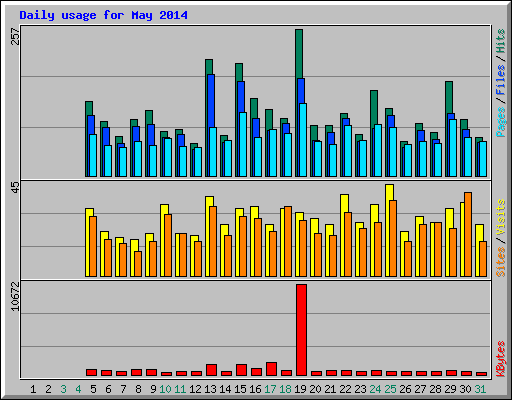 Daily usage for May 2014
257
Pages/Files/Hits
45
Sites/Visits
10672
KBytes
1 2 3 4 5 6 7 8 9 10 11 12 13 14 15 16 17 18 19 20 21 22 23 24 25 26 27 28 29 30 31